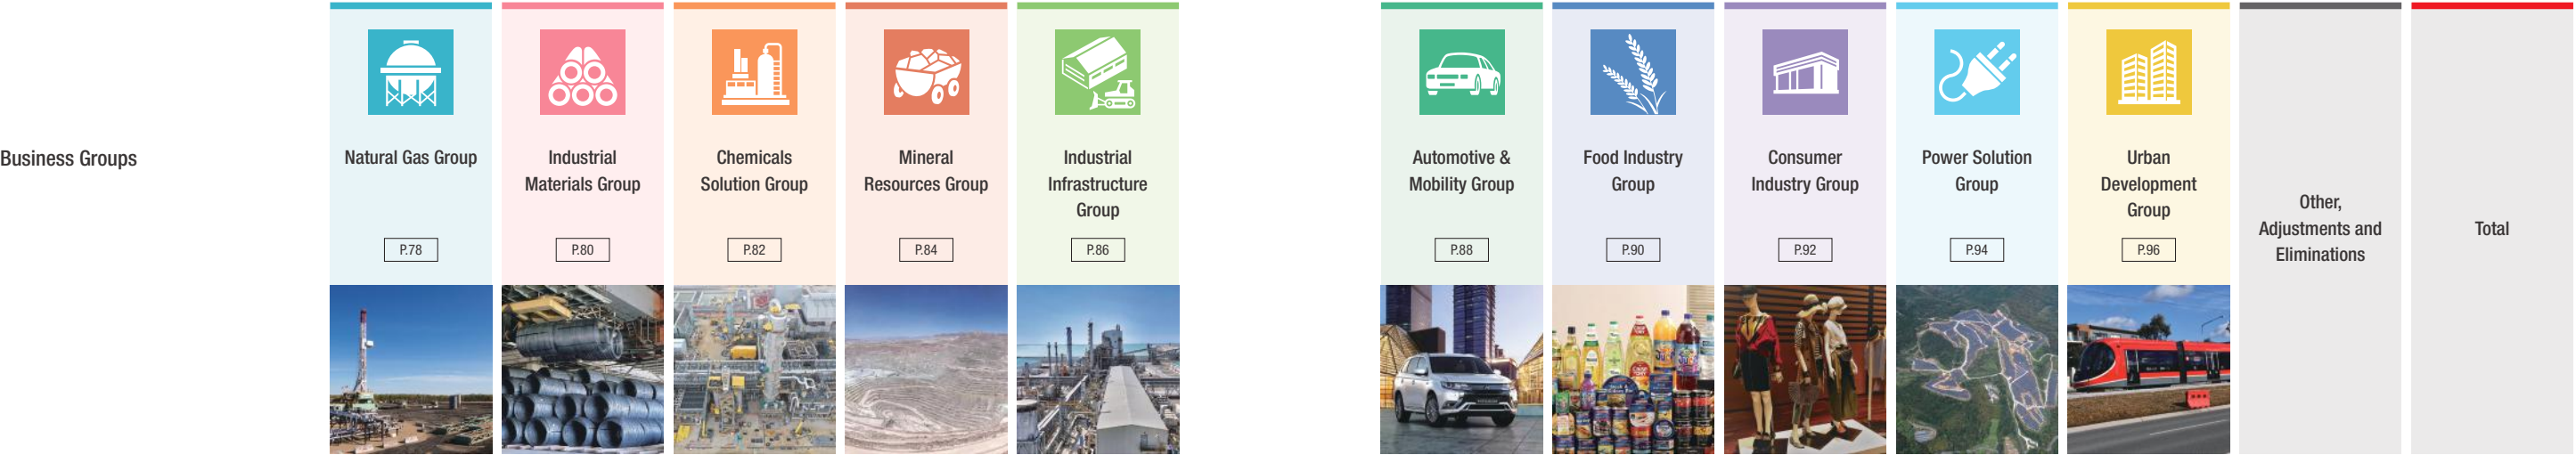 Business Groups
Natural Gas Group
P.78
Industrial
Materials Group
P.80
Chemicals
Solution Group
P.82
Mineral
Resources Group
P.84
Industrial
Infrastructure
Group
P.86
Automotive &
Mobility Group
P.88
Food Industry
Group
P.90
Consumer
Industry Group
P.92
Power Solution
Group
P.94
Urban
Development
Group
P.96
Other,
Adjustments and
Eliminations
Total